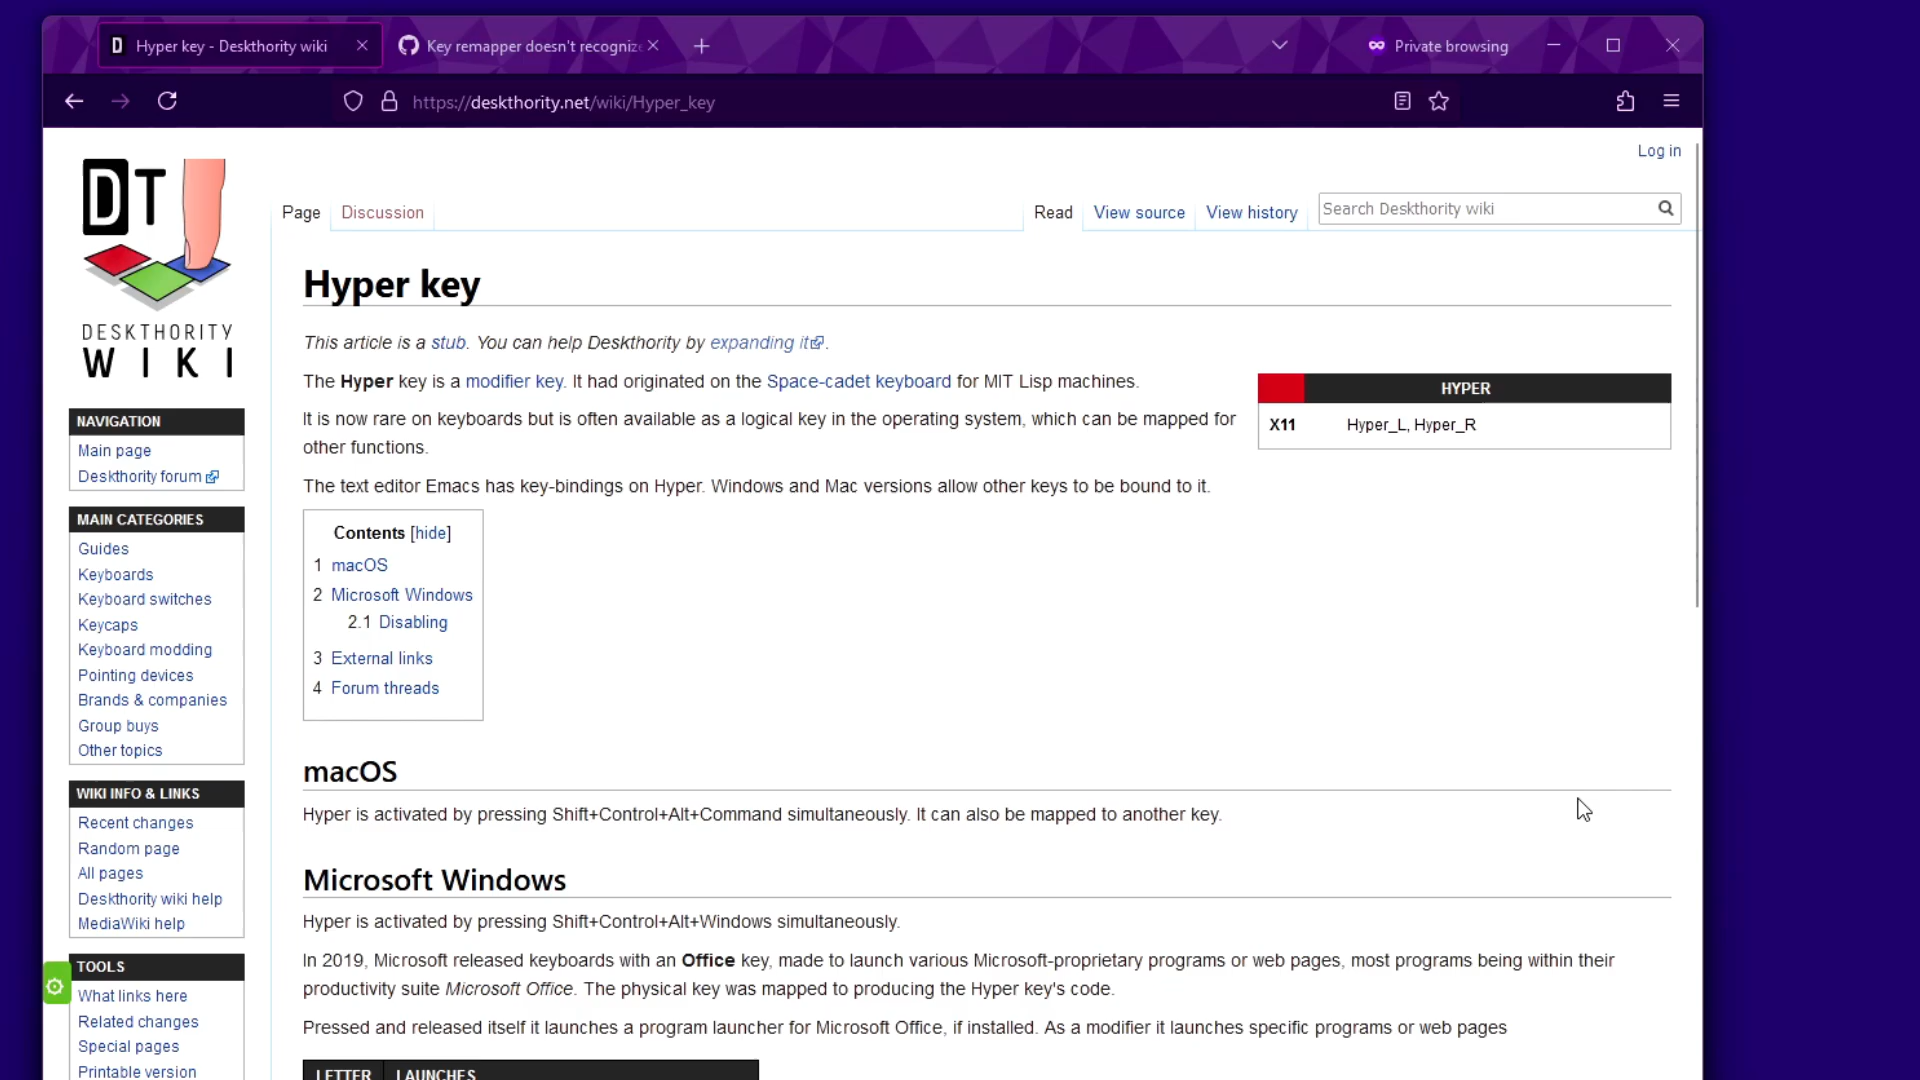 D Hyper key - Deskthority wiki
Key remapper doesn't recogniz
Private browsing
https://deskthority.net/wiki/Hyper_key
Log in
DT
DESKTHORITY
WIKI
Page
Discussion
Read
View source
View history
Search Deskthority wiki
Hyper key
This article is a stub. You can help Deskthority by expanding it.
The Hyper key is a modifier key. It had originated on the Space-cadet keyboard for MIT Lisp machines.
It is now rare on keyboards but is often available as a logical key in the operating system, which can be mapped for
other functions.
The text editor Emacs has key-bindings on Hyper. Windows and Mac versions allow other keys to be bound to it.
HYPER
X11 Hyper_L, Hyper_R
Contents [hide]
1 macOS
2 Microsoft Windows
2.1 Disabling
3 External links
4 Forum threads
macOS
Hyper is activated by pressing Shift+Control+Alt+Command simultaneously. It can also be mapped to another key.
Microsoft Windows
Hyper is activated by pressing Shift+Control+Alt+Windows simultaneously.
In 2019, Microsoft released keyboards with an Office key, made to launch various Microsoft-proprietary programs or web pages, most programs being within their
productivity suite Microsoft Office. The physical key was mapped to producing the Hyper key's code.
Pressed and released itself it launches a program launcher for Microsoft Office, if installed. As a modifier it launches specific programs or web pages
LETTER LAUNCHES
NAVIGATION
Main page
Deskthority forum
MAIN CATEGORIES
Guides
Keyboards
Keyboard switches
Keycaps
Keyboard modding
Pointing devices
Brands & companies
Group buys
Other topics
WIKI INFO & LINKS
Recent changes
Random page
All pages
Deskthority wiki help
MediaWiki help
TOOLS
What links here
Related changes
Special pages
Printable version